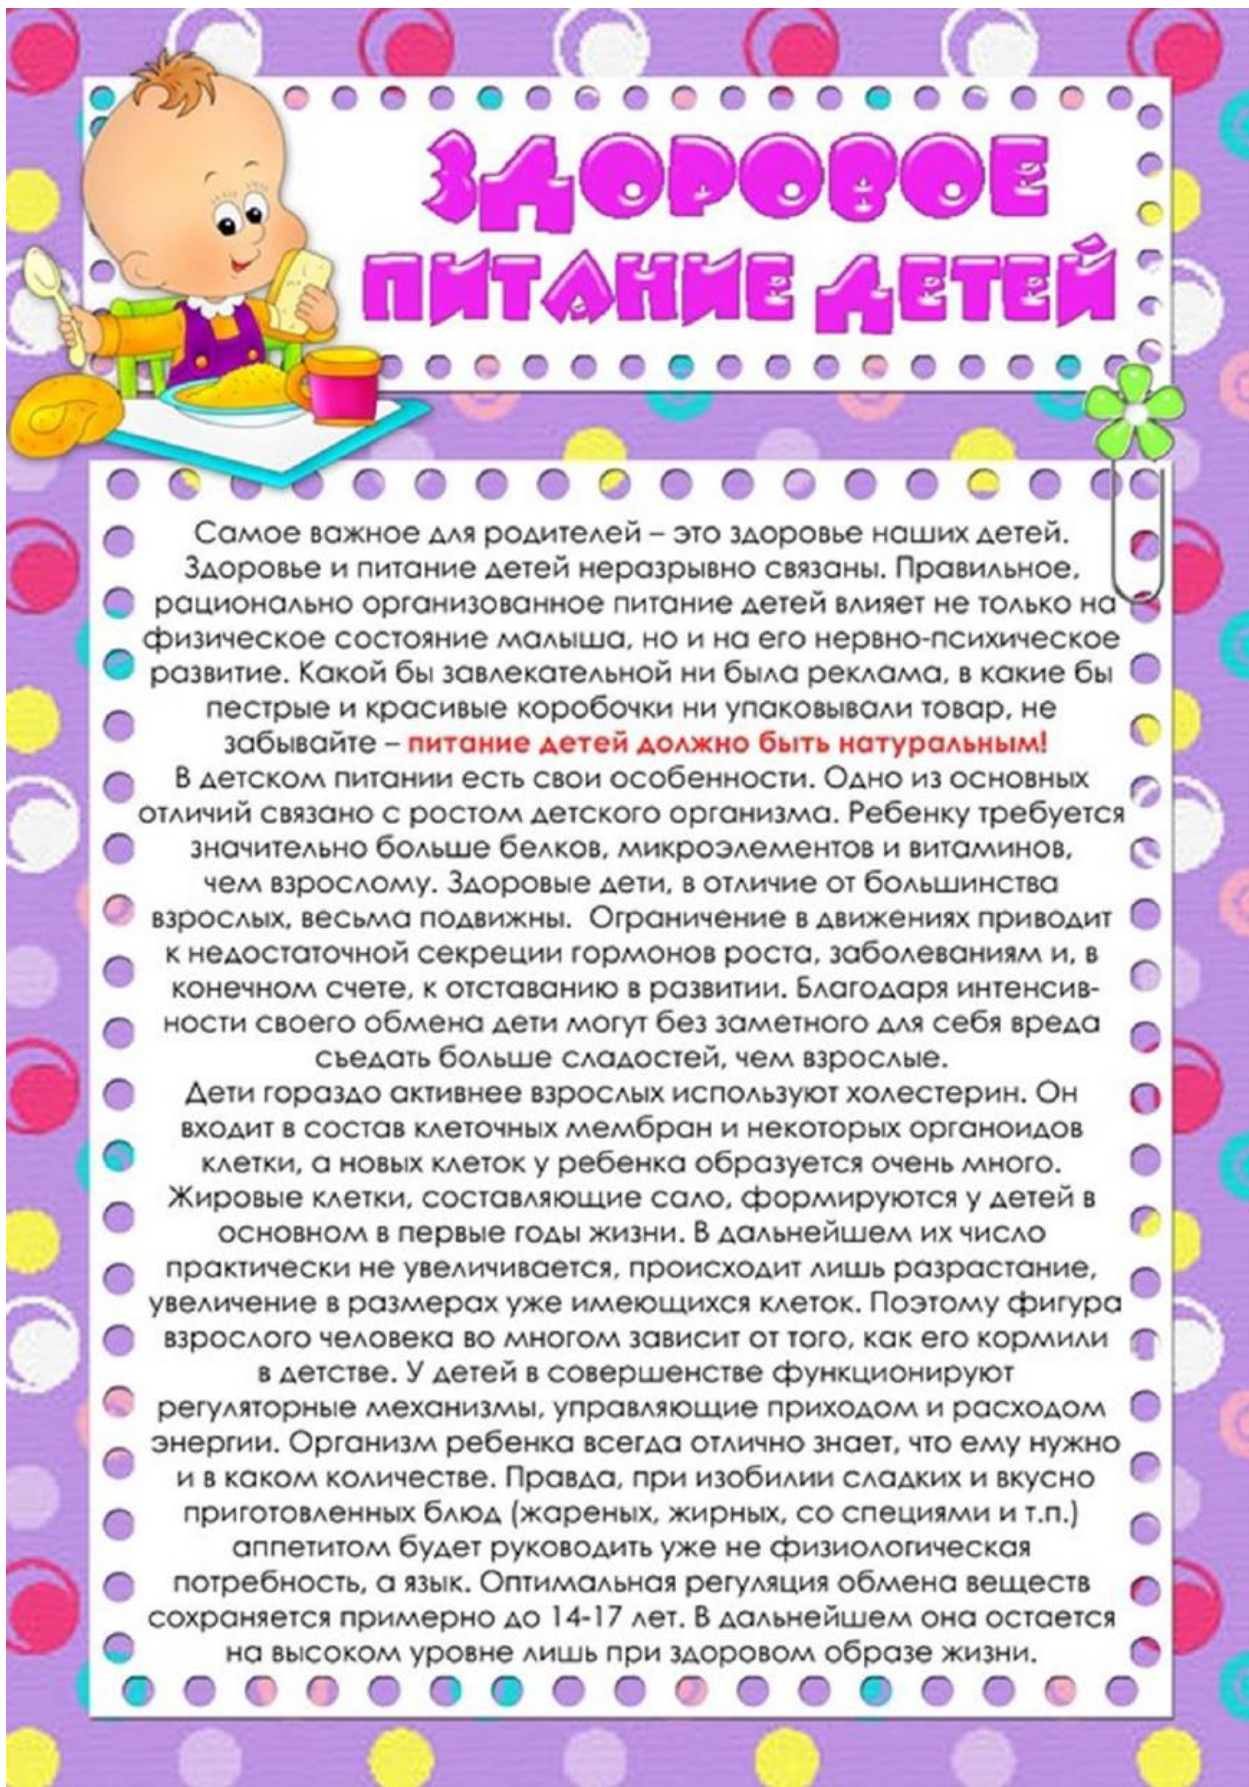 ЗДОРОВОЕ
ПИТАНИЕ ДЕТЕЙ
Самое важное для родителей – это здоровье наших детей.
Здоровье и питание детей неразрывно связаны. Правильное,
рационально организованное питание детей влияет не только на
физическое состояние малыша, но и на его нервно-психическое
развитие. Какой бы завлекательной ни была реклама, в какие бы
пестрые и красивые коробочки ни упаковывали товар, не
забывайте – питание детей должно быть натуральным!
В детском питании есть свои особенности. Одно из основных
отличий связано с ростом детского организма. Ребенку требуется
значительно больше белков, микроэлементов и витаминов,
чем взрослому. Здоровые дети, в отличие от большинства
взрослых, весьма подвижны. Ограничение в движениях приводит
к недостаточной секреции гормонов роста, заболеваниям и, в
конечном счете, к отставанию в развитии. Благодаря интенсив-
ности своего обмена дети могут без заметного для себя вреда
съедать больше сладостей, чем взрослые.
Дети гораздо активнее взрослых используют холестерин. Он
входит в состав клеточных мембран и некоторых органоидов
клетки, а новых клеток у ребенка образуется очень много.
Жировые клетки, составляющие сало, формируются у детей в
основном в первые годы жизни. В дальнейшем их число
практически не увеличивается, происходит лишь разрастание,
увеличение в размерах уже имеющихся клеток. Поэтому фигура
взрослого человека во многом зависит от того, как его кормили
в детстве. У детей в совершенстве функционируют
регуляторные механизмы, управляющие приходом и расходом
энергии. Организм ребенка всегда отлично знает, что ему нужно
и в каком количестве. Правда, при изобилии сладких и вкусно
приготовленных блюд (жареных, жирных, со специями и т.п.)
аппетитом будет руководить уже не физиологическая
потребность, а язык. Оптимальная регуляция обмена веществ
сохраняется примерно до 14-17 лет. В дальнейшем она остается
на высоком уровне лишь при здоровом образе жизни.